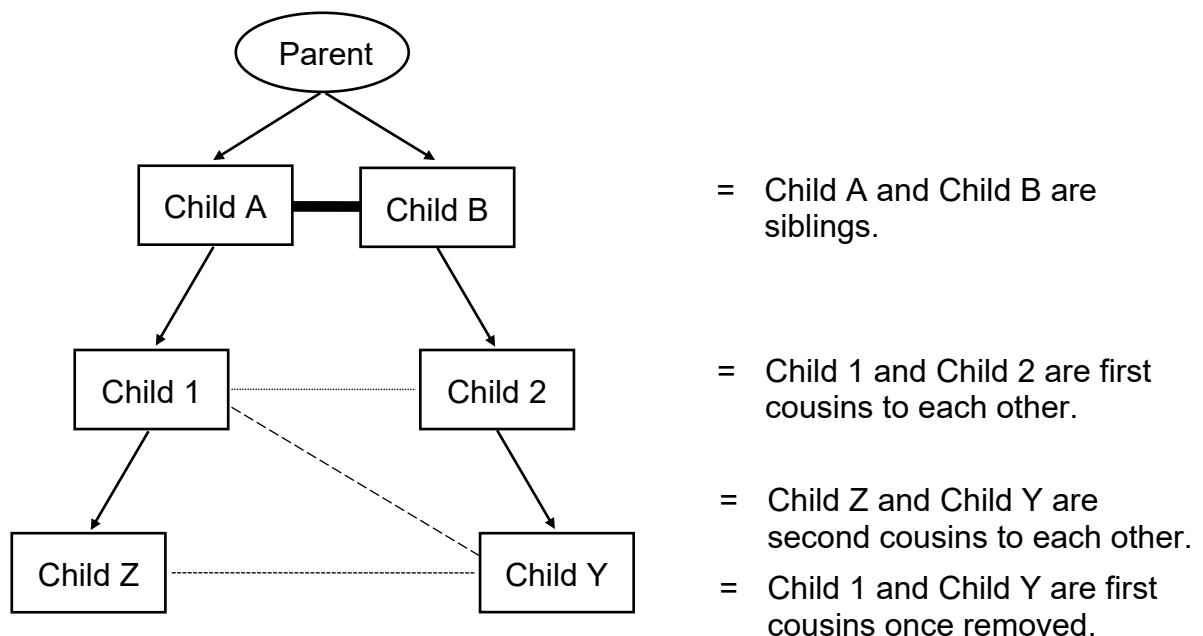 Parent
Child A
Child B
= Child A and Child B are
siblings.
Child 1
Child 2
= Child 1 and Child 2 are first
cousins to each other.
Child Z
Child Y
= Child Z and Child Y are
second cousins to each other.
= Child 1 and Child Y are first
cousins once removed.